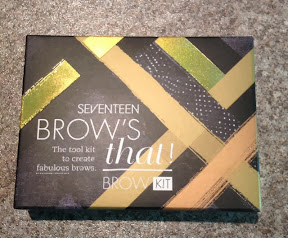 SEVENTEEN
BROW'S
that!
The tool kit
to create
fabulous brows.
BROW KIT